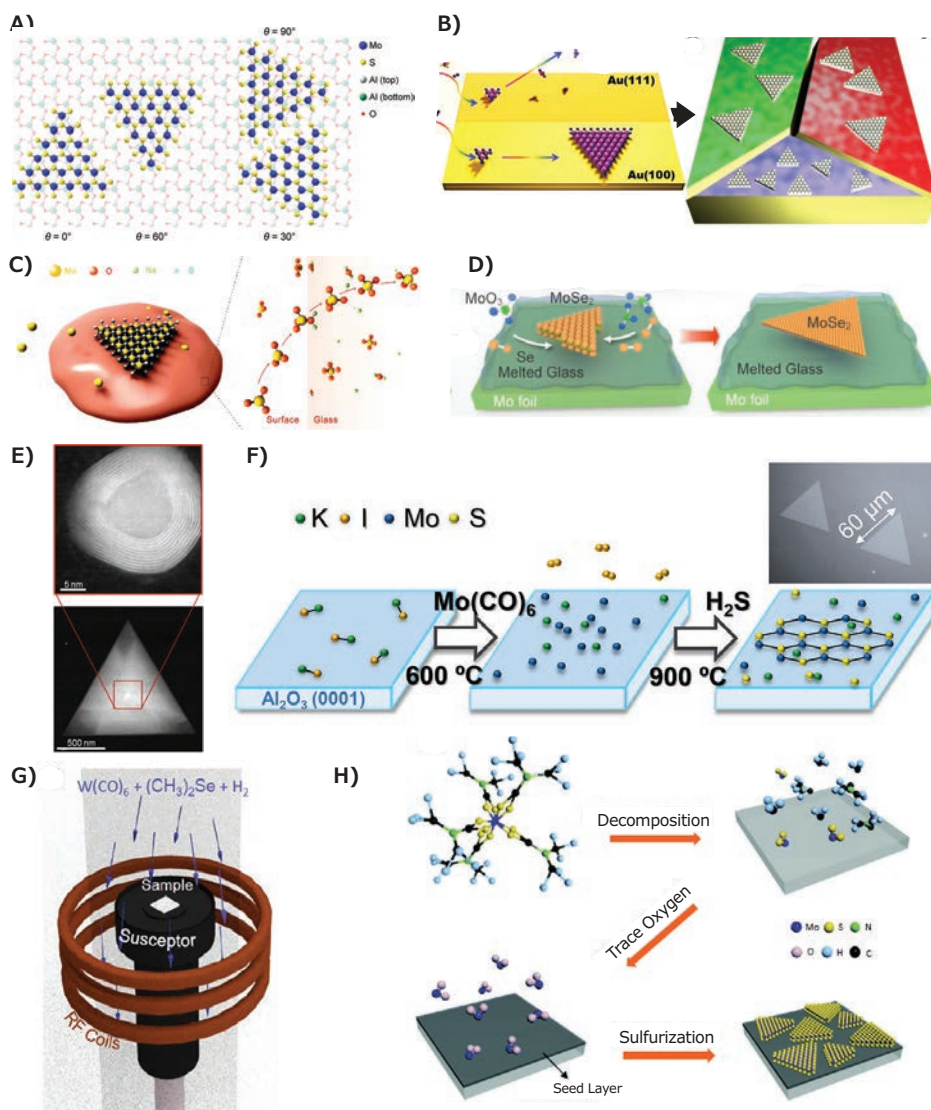 A)
θ = 90°
Mo
S
Al (top)
Al (bottom)
O
θ = 0°
θ = 60°
θ = 30°
B)
Au(111)
Au(100)
C)
Mo
O
Na
S
Surface
Glass
D)
MoO3
MoSe2
Se
Melted Glass
Mo foil
MoSe2
Melted Glass
Mo foil
E)
5 nm
500 nm
F)
K
I
Mo
S
60 μm
Mo(CO)6
600 ºC
H2S
900 ºC
Al2O3 (0001)
G)
W(CO)6 + (CH3)2Se + H2
Sample
Susceptor
RF Coils
H)
Decomposition
Trace Oxygen
Mo
S
N
O
H
C
Sulfurization
Seed Layer